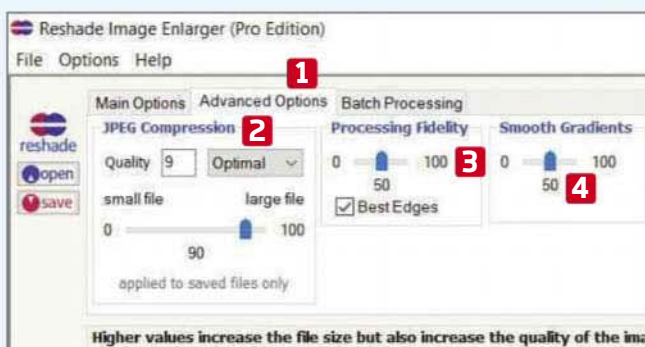 Reshade Image Enlarger (Pro Edition)
File Options Help
1
Main Options Advanced Options Batch Processing
JPEG Compression 2 Processing Fidelity Smooth Gradients
reshade
Quality 9 Optimal 0 100 3 0 100
open
50 50 4
save
small file large file Best Edges
0 100
90
applied to saved files only
Higher values increase the file size but also increase the quality of the ima